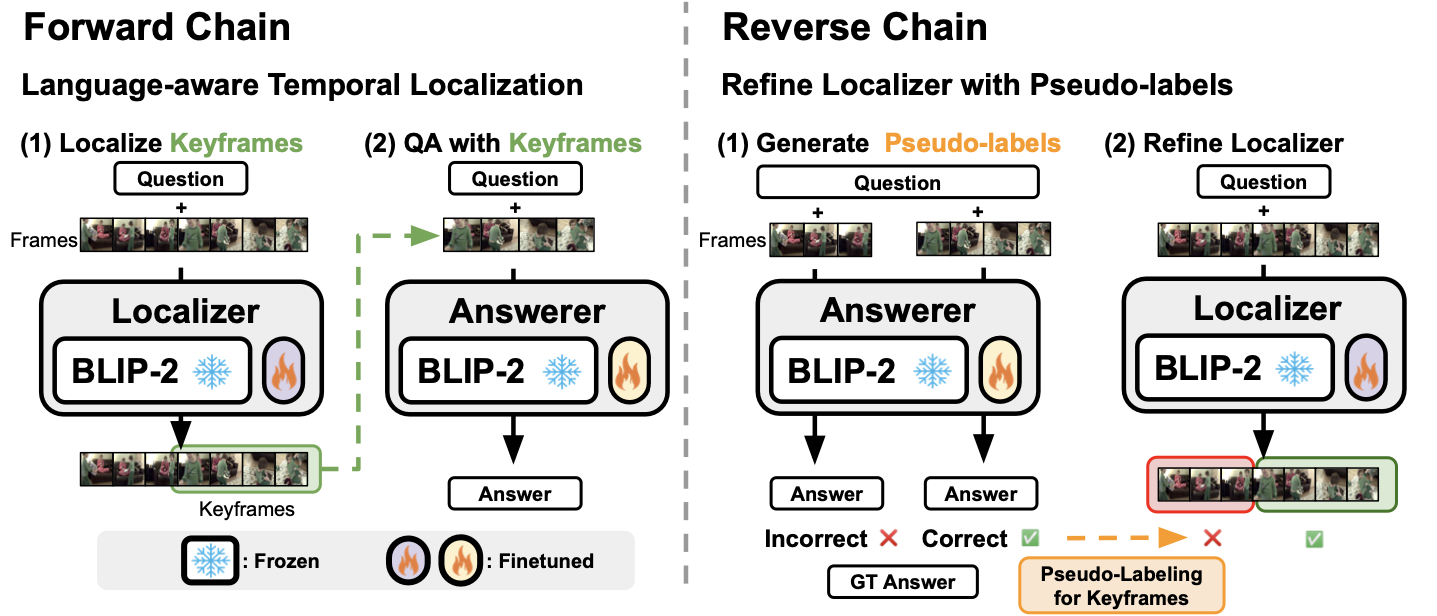 Forward Chain
Language-aware Temporal Localization
(1) Localize Keyframes
Question
+
Frames
Localizer
BLIP-2
Keyframes
(2) QA with Keyframes
Question
+
Answerer
BLIP-2
Answer
: Frozen
: Finetuned
Reverse Chain
Refine Localizer with Pseudo-labels
(1) Generate Pseudo-labels
Question
+ +
Frames
Answerer
BLIP-2
Answer Answer
Incorrect Correct
GT Answer
(2) Refine Localizer
Question
+
Localizer
BLIP-2
Pseudo-Labeling
for Keyframes